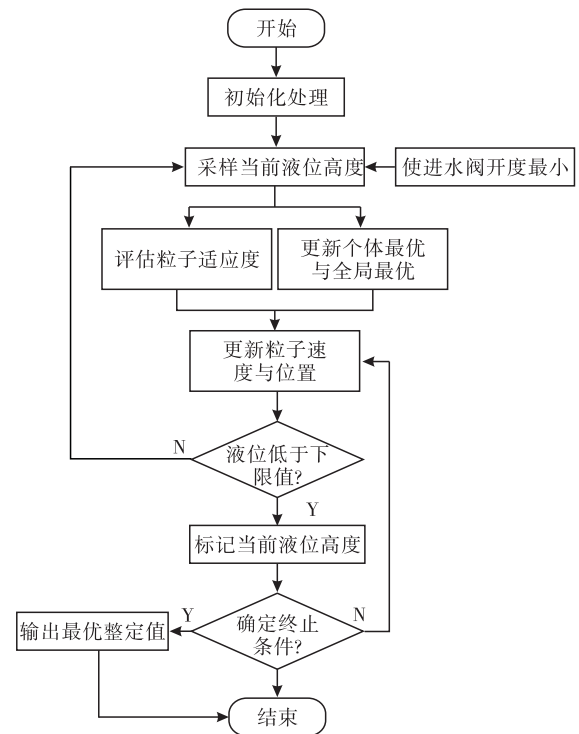 开始
初始化处理
采样当前液位高度
使进水阀开度最小
评估粒子适应度
更新个体最优
与全局最优
更新粒子速
度与位置
N
液位低于下
限值?
Y
标记当前液位高度
Y
确定终止
条件?
N
输出最优整定值
结束